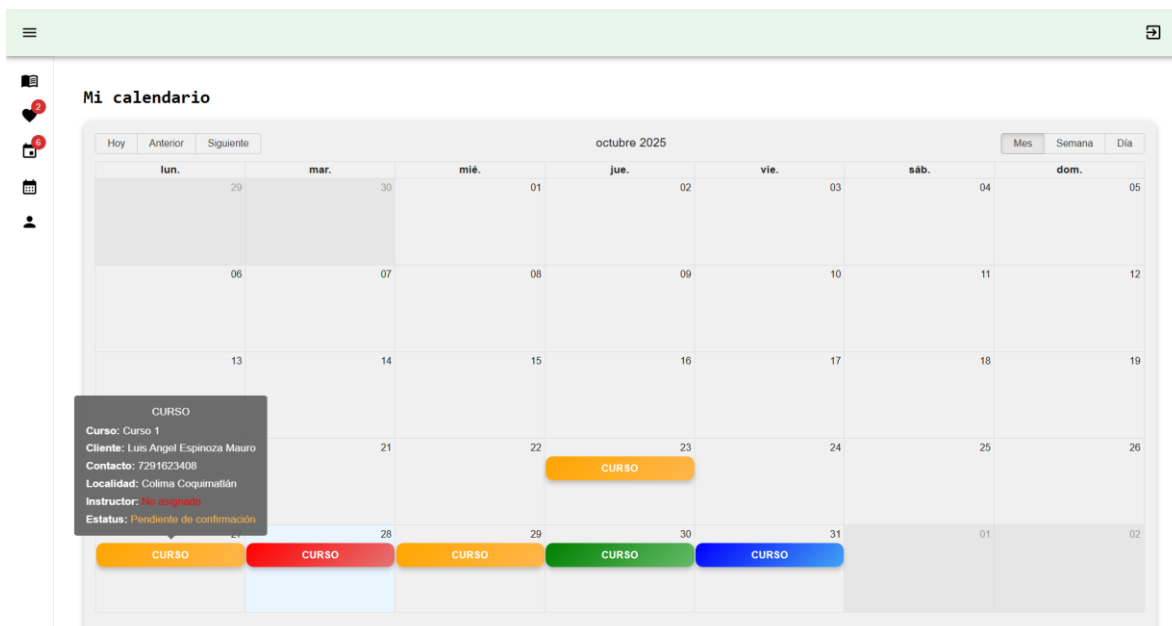 2
6
Mi calendario
Hoy Anterior Siguiente
octubre 2025
Mes Semana Día
lun. mar. mié. jue. vie. sáb. dom.
29 30 01 02 03 04 05
06 07 08 09 10 11 12
13 14 15 16 17 18 19
CURSO
Curso: Curso 1
Cliente: Luis Angel Espinoza Mauro
Contacto: 7291623408
Localidad: Colima Coquimatlán
Instructor: No asignado
Estatus: Pendiente de confirmación
21 22 23 24 25 26
CURSO
27 28 29 30 31 01 02
CURSO CURSO CURSO CURSO CURSO